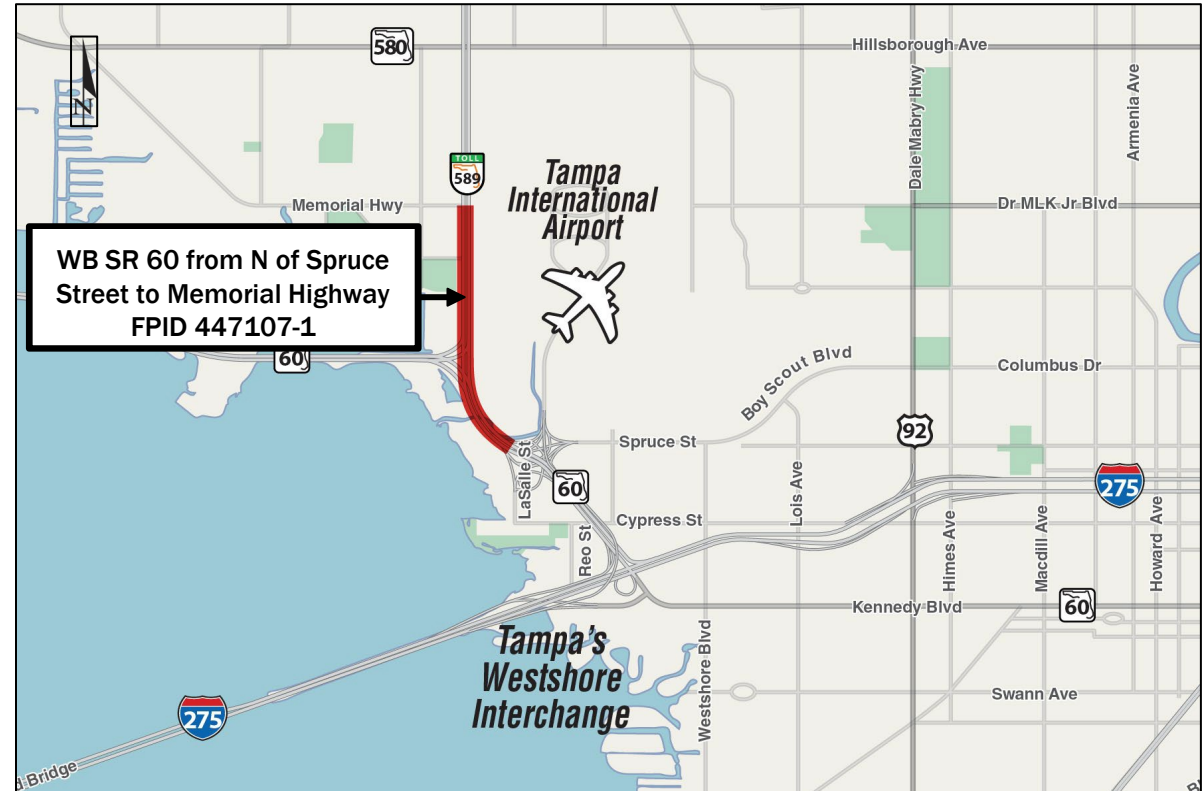 580
Hillsborough Ave
N
TOLL
589
Tampa
International
Airport
Dale Mabry Hwy
Armenia Ave
Memorial Hwy
Dr MLK Jr Blvd
WB SR 60 from N of Spruce
Street to Memorial Highway
FPID 447107-1
60
Boy Scout Blvd
Columbus Dr
92
Spruce St
LaSalle St
60
Lois Ave
275
Cypress St
Reo St
Himes Ave
Macdill Ave
Howard Ave
Kennedy Blvd
60
Tampa's
Westshore
Interchange
Westshore Blvd
Swann Ave
275
d Bridge